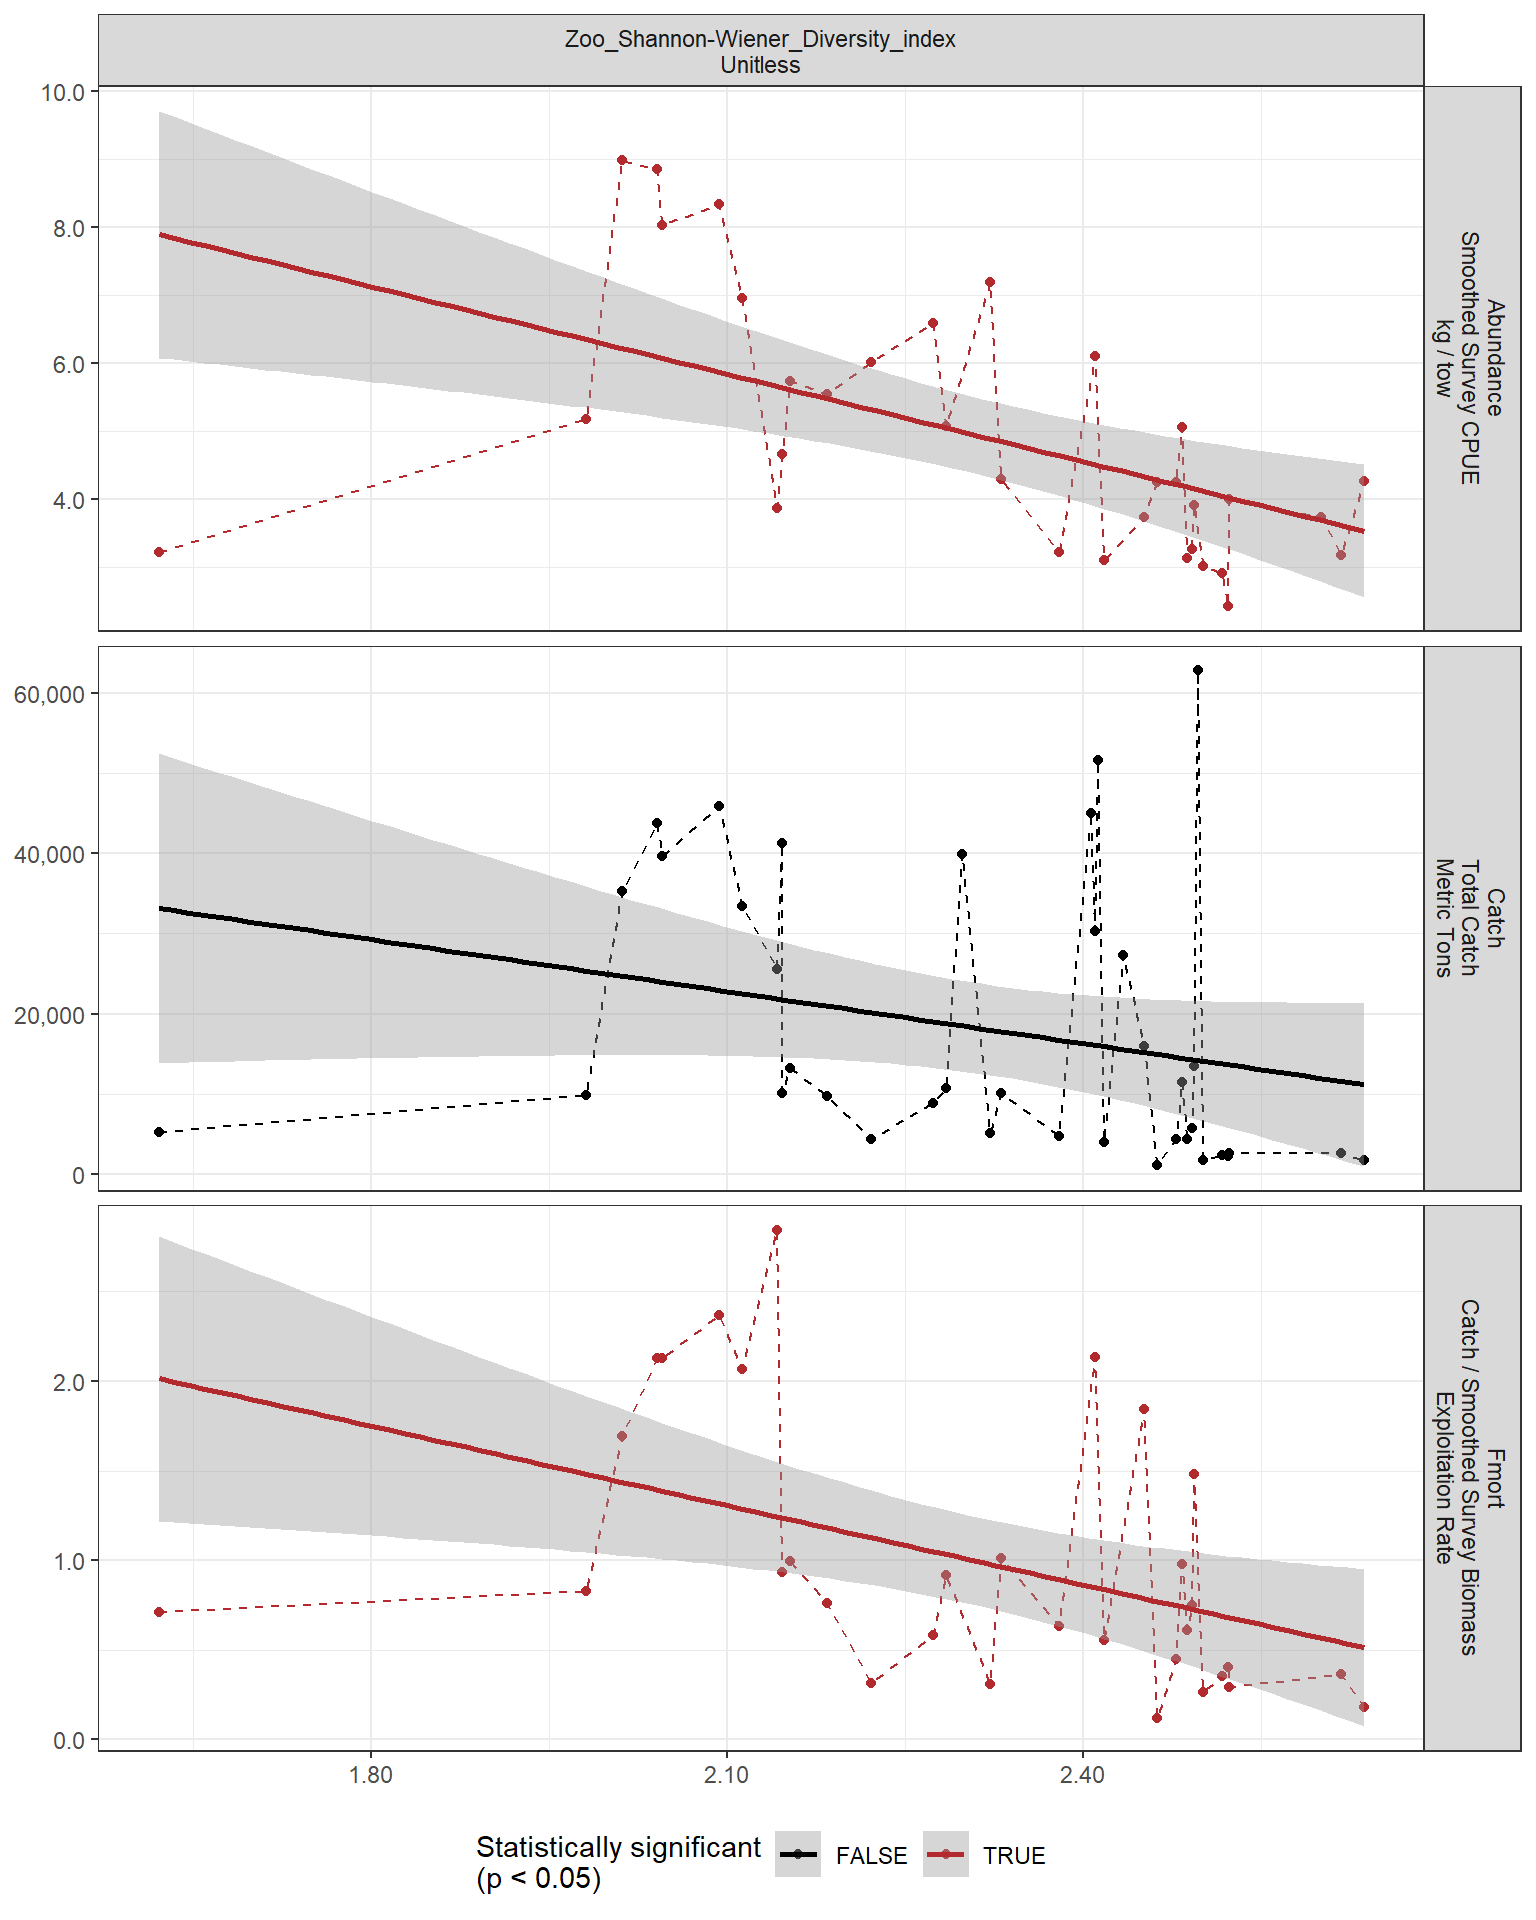 Zoo_Shannon-Wiener_Diversity_index
Unitless
10.0
8.0
6.0
4.0
Abundance
Smoothed Survey CPUE
kg / tow
60,000
40,000
20,000
0
Catch
Total Catch
Metric Tons
2.0
1.0
0.0
Fmort
Catch / Smoothed Survey Biomass
Exploitation Rate
1.80
2.10
2.40
Statistically significant
(p < 0.05)
FALSE
TRUE